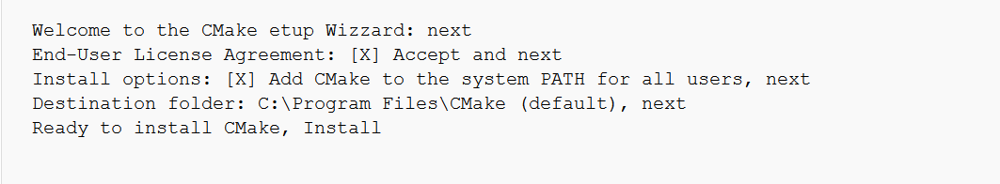 Welcome to the CMake etup Wizzard: next
End-User License Agreement: [X] Accept and next
Install options: [X] Add CMake to the system PATH for all users, next
Destination folder: C:\Program Files\CMake (default), next
Ready to install CMake, Install